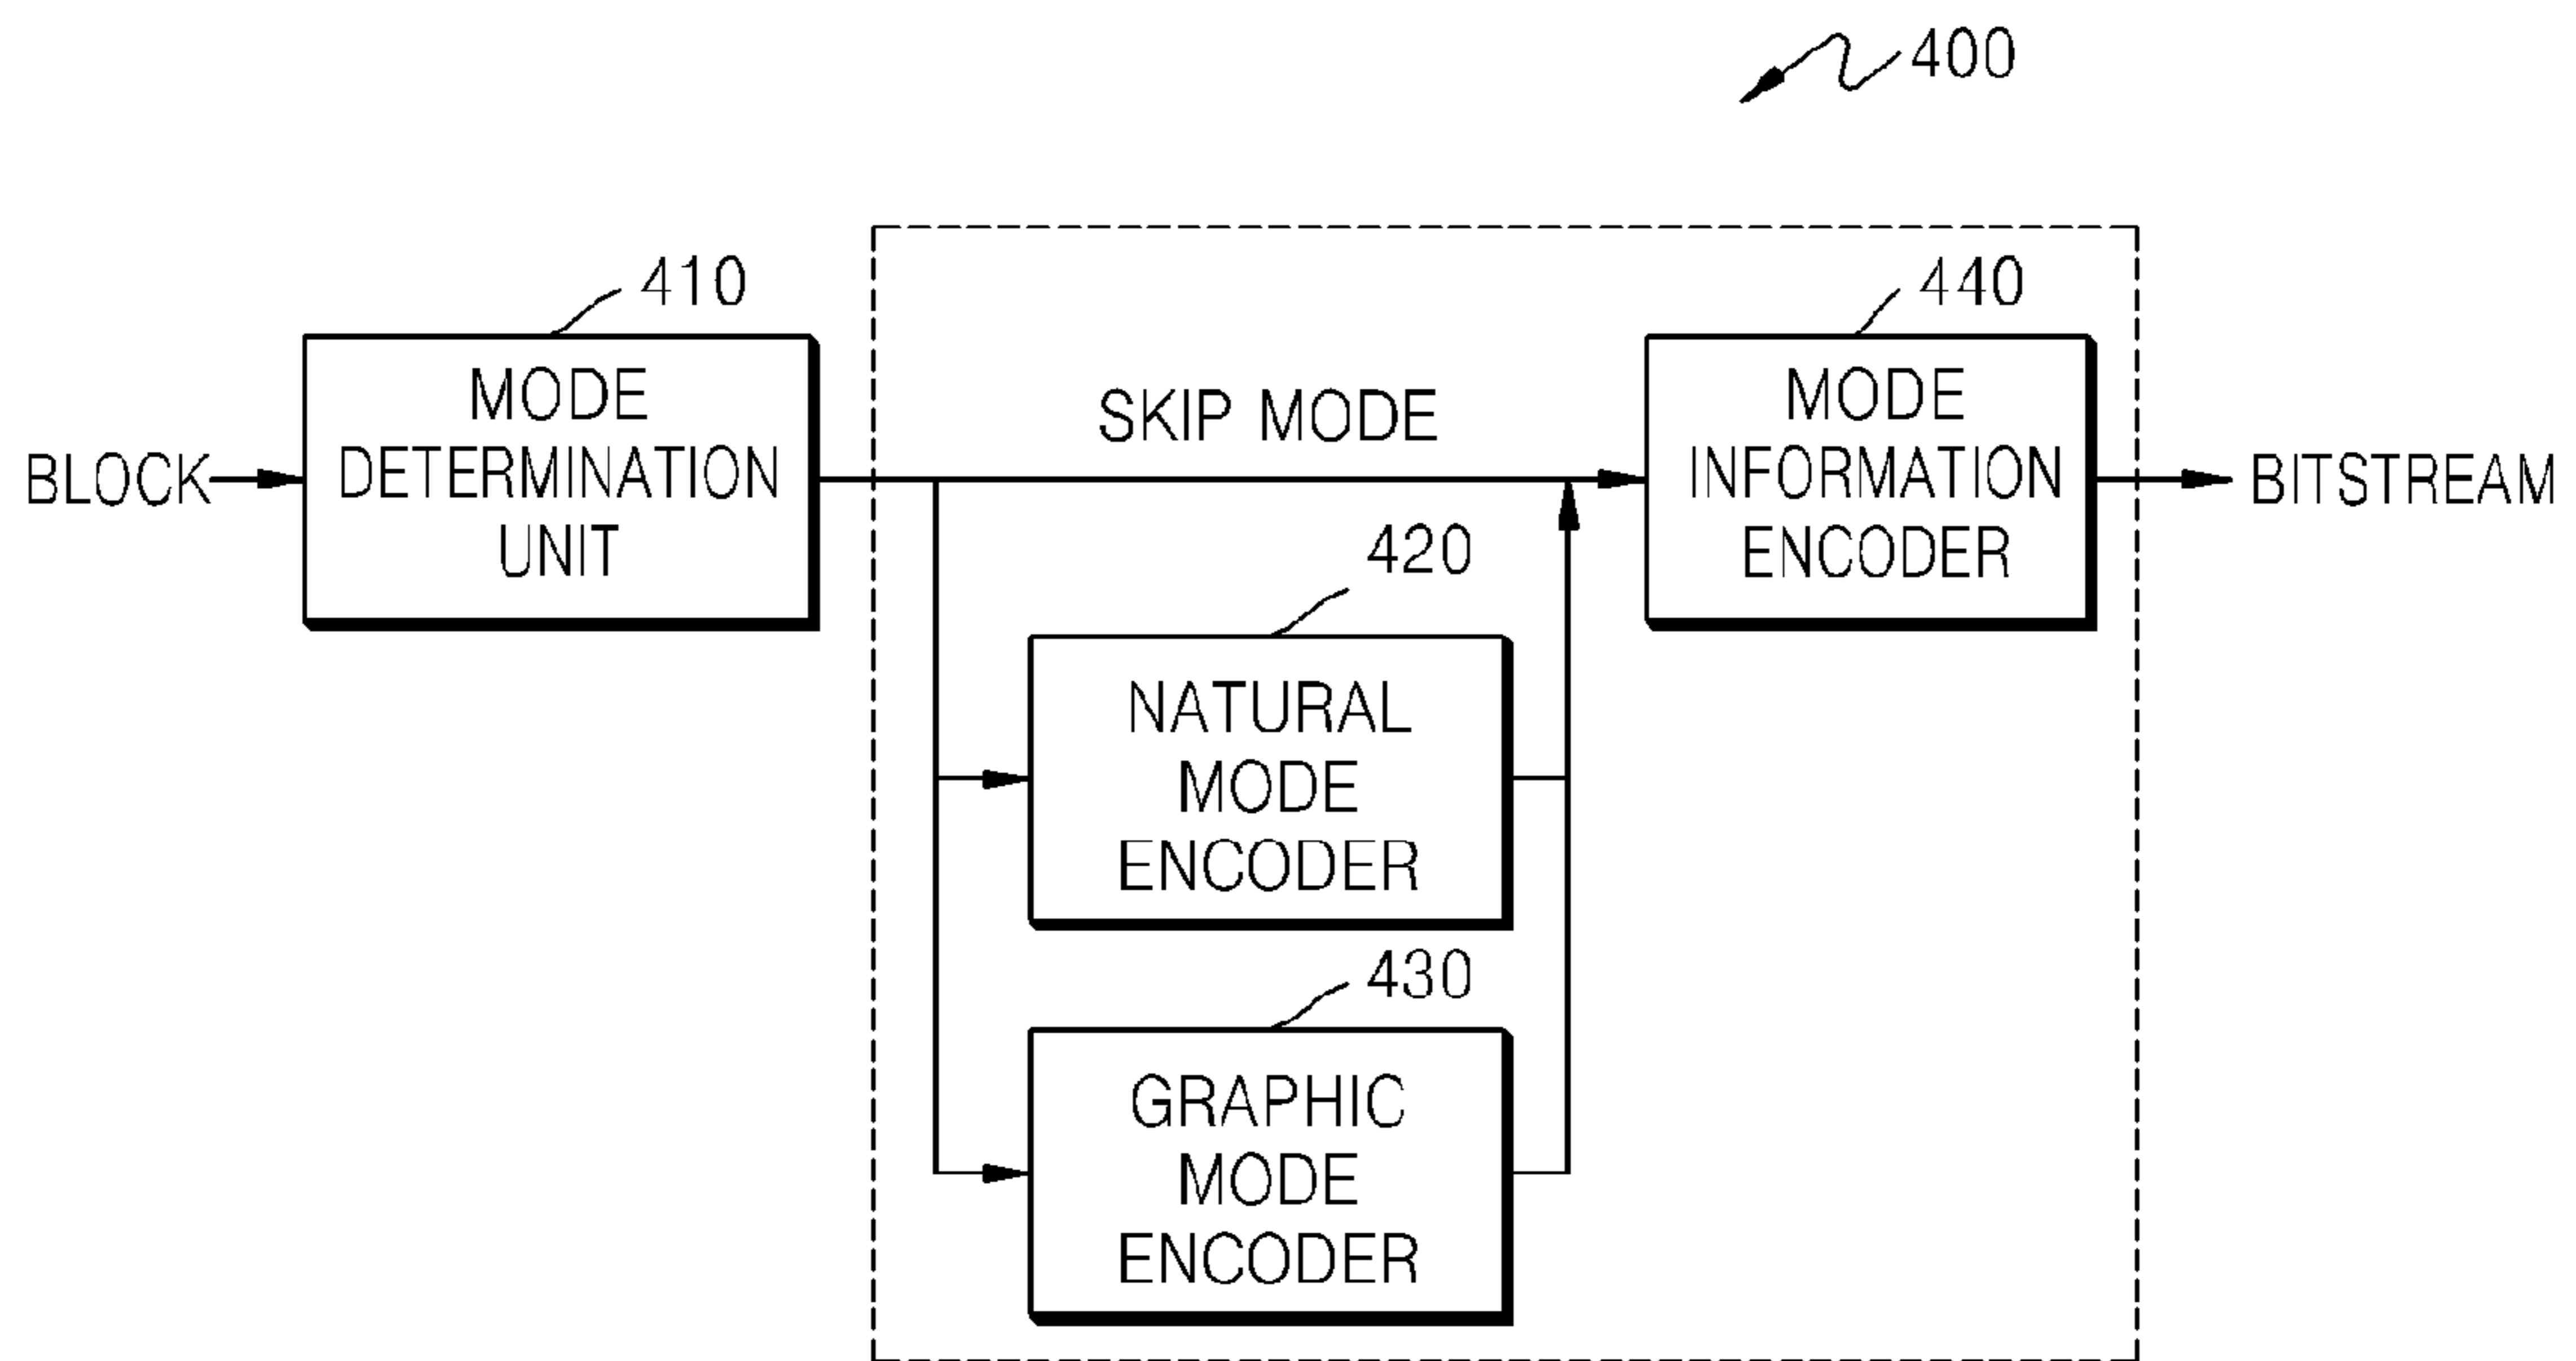 400
410
440
MODE
DETERMINATION
UNIT
SKIP MODE
MODE
INFORMATION
ENCODER
BLOCK
BITSTREAM
420
NATURAL
MODE
ENCODER
430
GRAPHIC
MODE
ENCODER